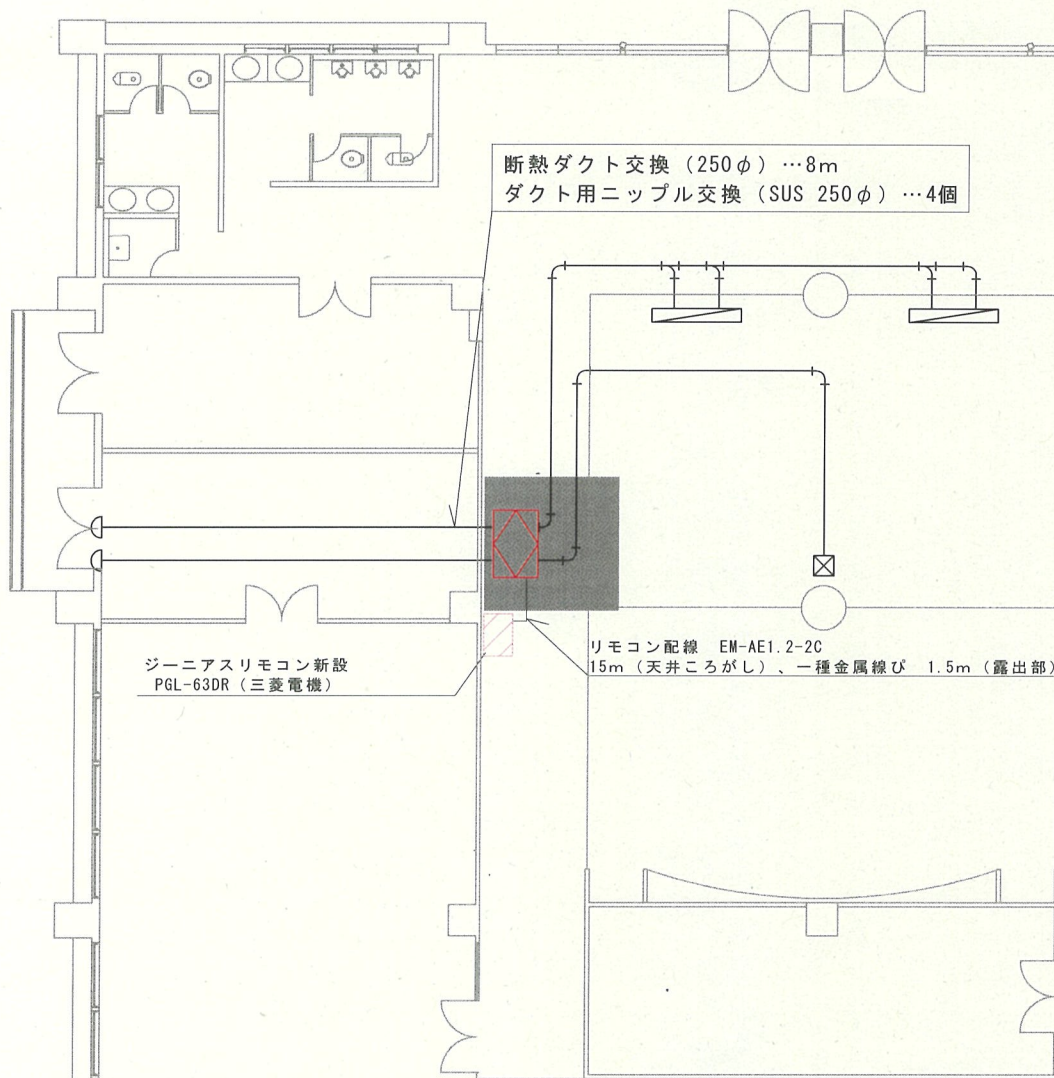 断熱ダクト交換（250φ）…8m
ダクト用ニップル交換（SUS 250φ）…4個
リモコン配線　EM-AE1.2-2C
15m（天井ころがし）、一種金属線ぴ　1.5m（露出部）
ジーニアスリモコン新設
PGL-63DR（三菱電機）